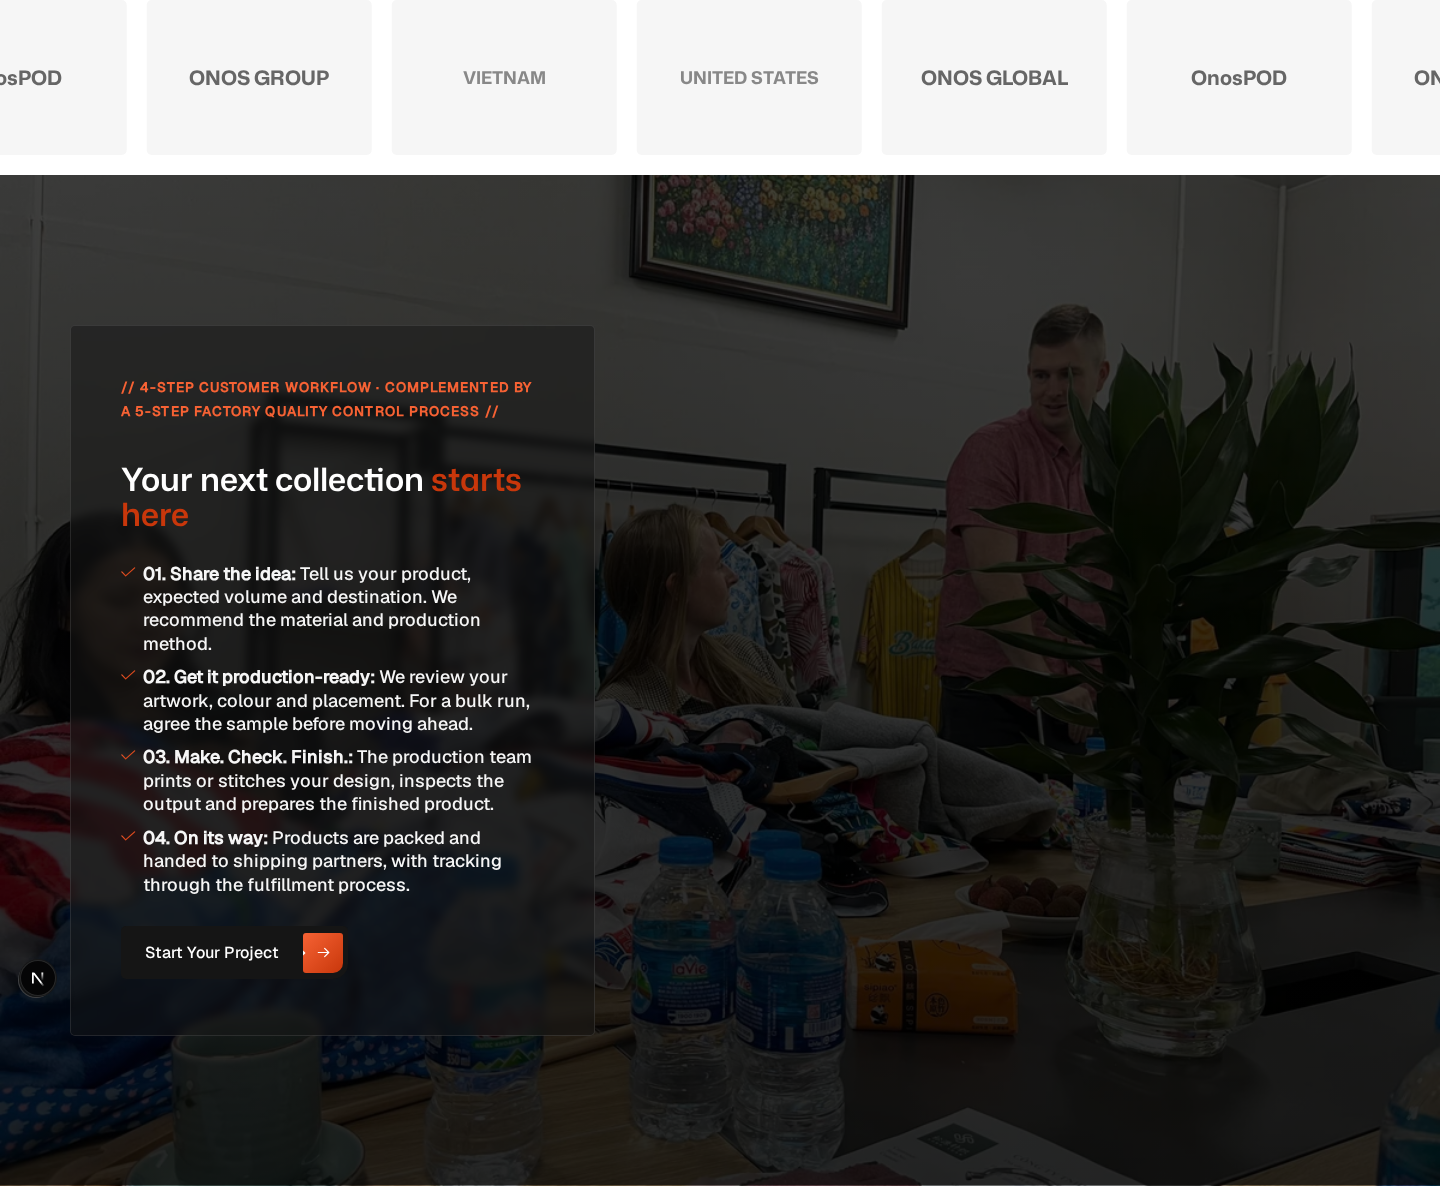 osPOD
ONOS GROUP
VIETNAM
UNITED STATES
ONOS GLOBAL
OnosPOD
ON
// 4-STEP CUSTOMER WORKFLOW · COMPLEMENTED BY
A 5-STEP FACTORY QUALITY CONTROL PROCESS //
Your next collection starts
here
01. Share the idea: Tell us your product,
expected volume and destination. We
recommend the material and production
method.
02. Get it production-ready: We review your
artwork, colour and placement. For a bulk run,
agree the sample before moving ahead.
03. Make. Check. Finish.: The production team
prints or stitches your design, inspects the
output and prepares the finished product.
04. On its way: Products are packed and
handed to shipping partners, with tracking
through the fulfillment process.
Start Your Project
N
LaVie